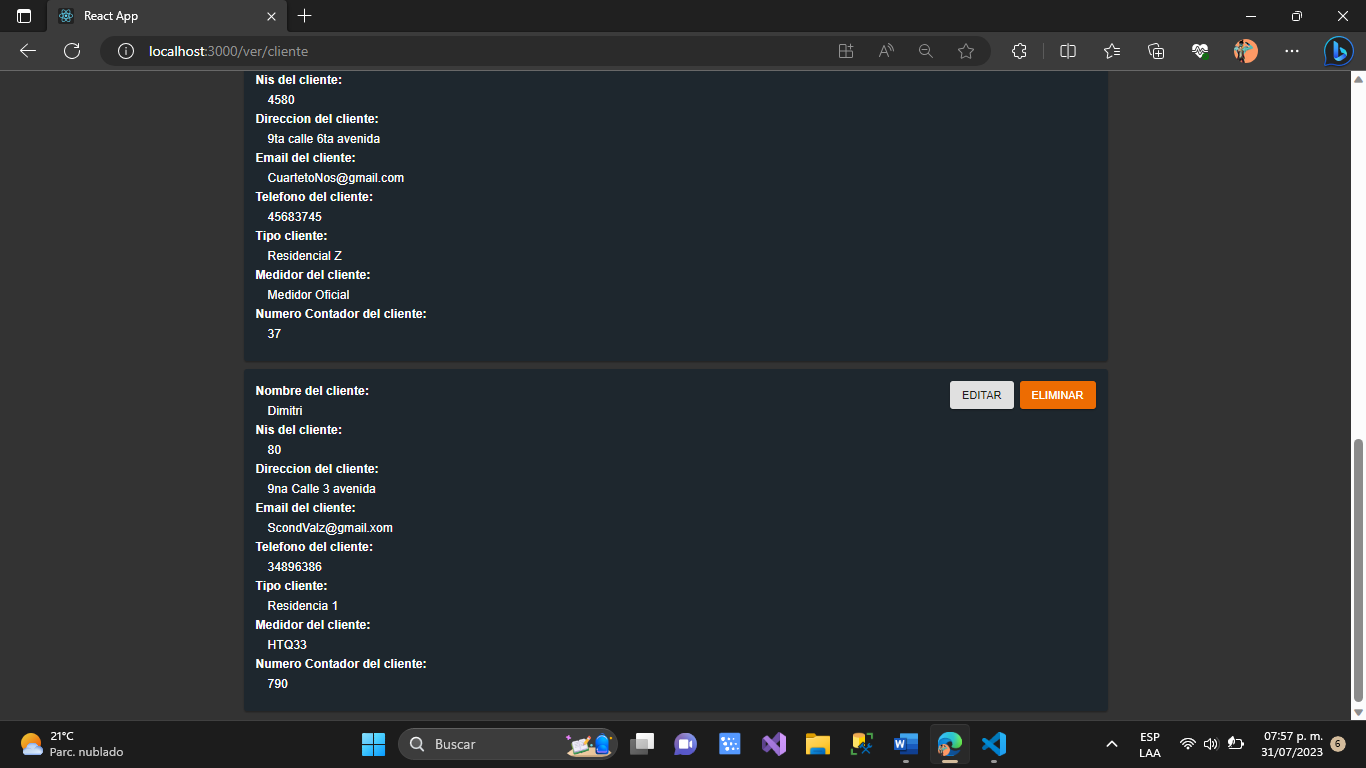 React App
localhost:3000/ver/cliente
Nis del cliente:
4580
Direccion del cliente:
9ta calle 6ta avenida
Email del cliente:
CuartetoNos@gmail.com
Telefono del cliente:
45683745
Tipo cliente:
Residencial Z
Medidor del cliente:
Medidor Oficial
Numero Contador del cliente:
37
Nombre del cliente:
EDITAR
ELIMINAR
Dimitri
Nis del cliente:
80
Direccion del cliente:
9na Calle 3 avenida
Email del cliente:
ScondValz@gmail.xom
Telefono del cliente:
34896386
Tipo cliente:
Residencia 1
Medidor del cliente:
HTQ33
Numero Contador del cliente:
790
21°C
Parc. nublado
Buscar
ESP
LAA
07:57 p. m.
31/07/2023
6